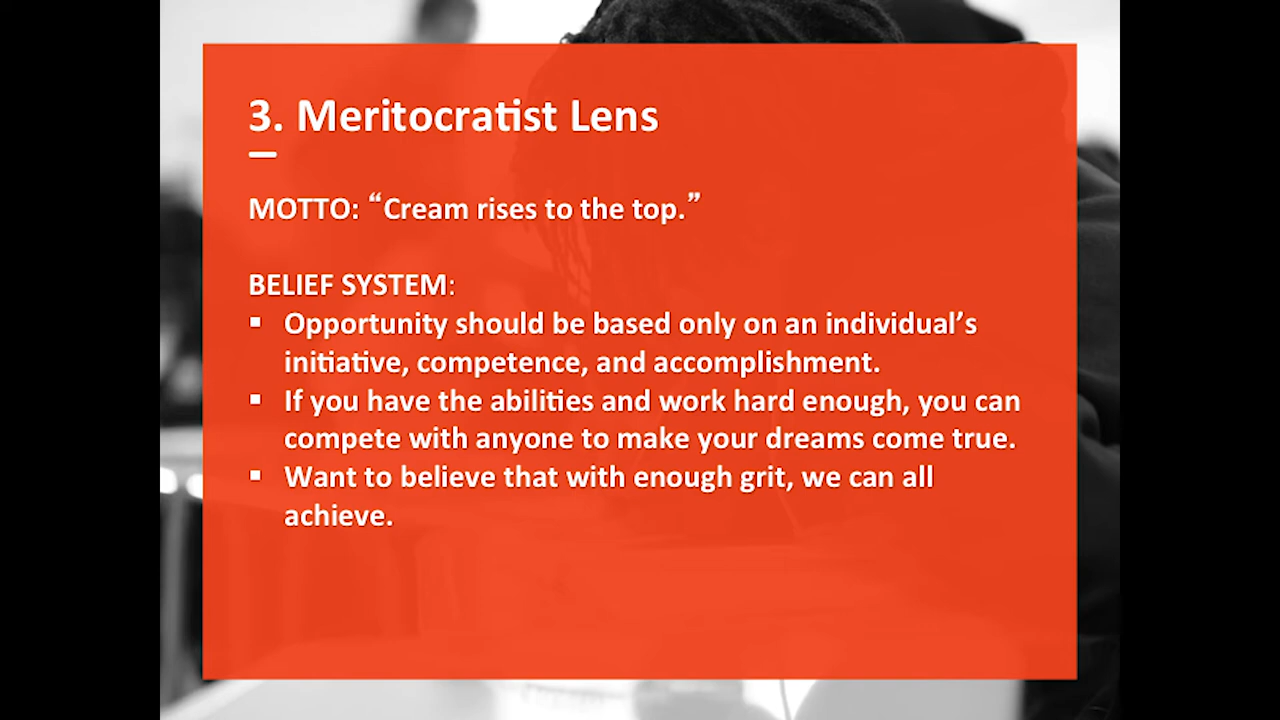 3. Meritocratist Lens
MOTTO: “Cream rises to the top.”
BELIEF SYSTEM:
▪ Opportunity should be based only on an individual’s
initiative, competence, and accomplishment.
▪ If you have the abilities and work hard enough, you can
compete with anyone to make your dreams come true.
▪ Want to believe that with enough grit, we can all
achieve.